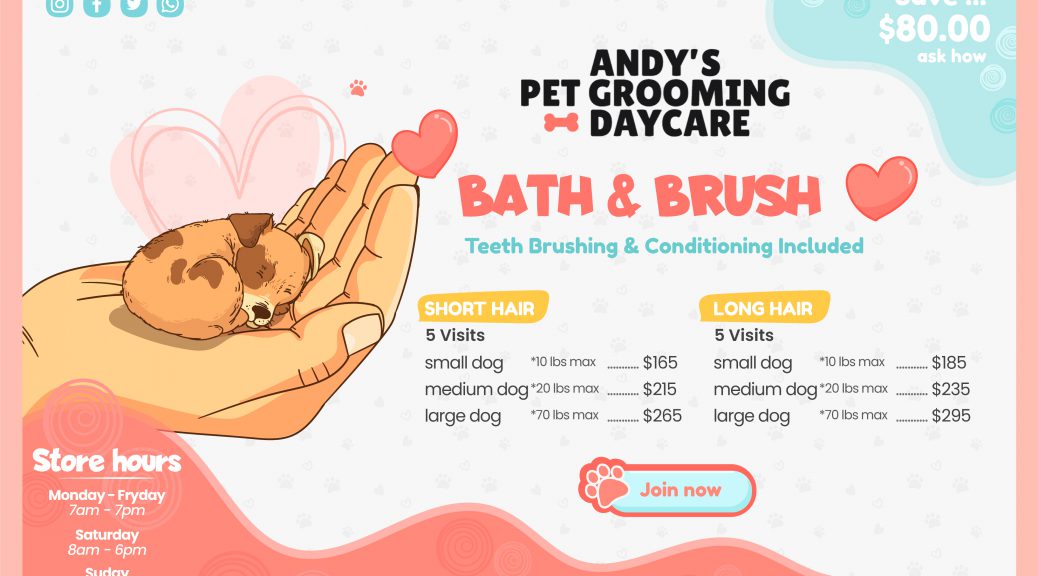 Save ...
$80.00
ask how
ANDY'S
PET GROOMING
DAYCARE
BATH & BRUSH
Teeth Brushing & Conditioning Included
SHORT HAIR
5 Visits
small dog *10 lbs max ........... $165
medium dog *20 lbs max ........... $215
large dog *70 lbs max ........... $265
LONG HAIR
5 Visits
small dog *10 lbs max ........... $185
medium dog *20 lbs max ........... $235
large dog *70 lbs max ........... $295
Join now
Store hours
Monday - Fryday
7am - 7pm
Saturday
8am - 6pm
Suday